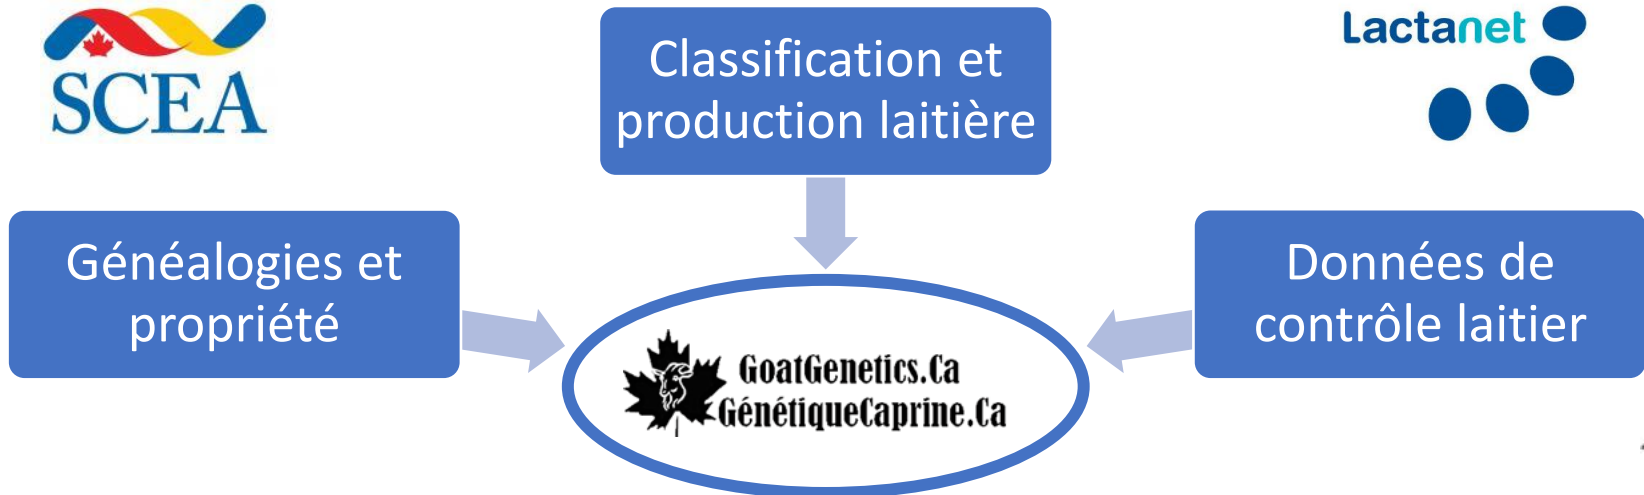 SCEA
Classification et
production laitière
Lactanet
Généalogies et
propriété
Données de
contrôle laitier
GoatGenetics.Ca
GénétiqueCaprine.Ca